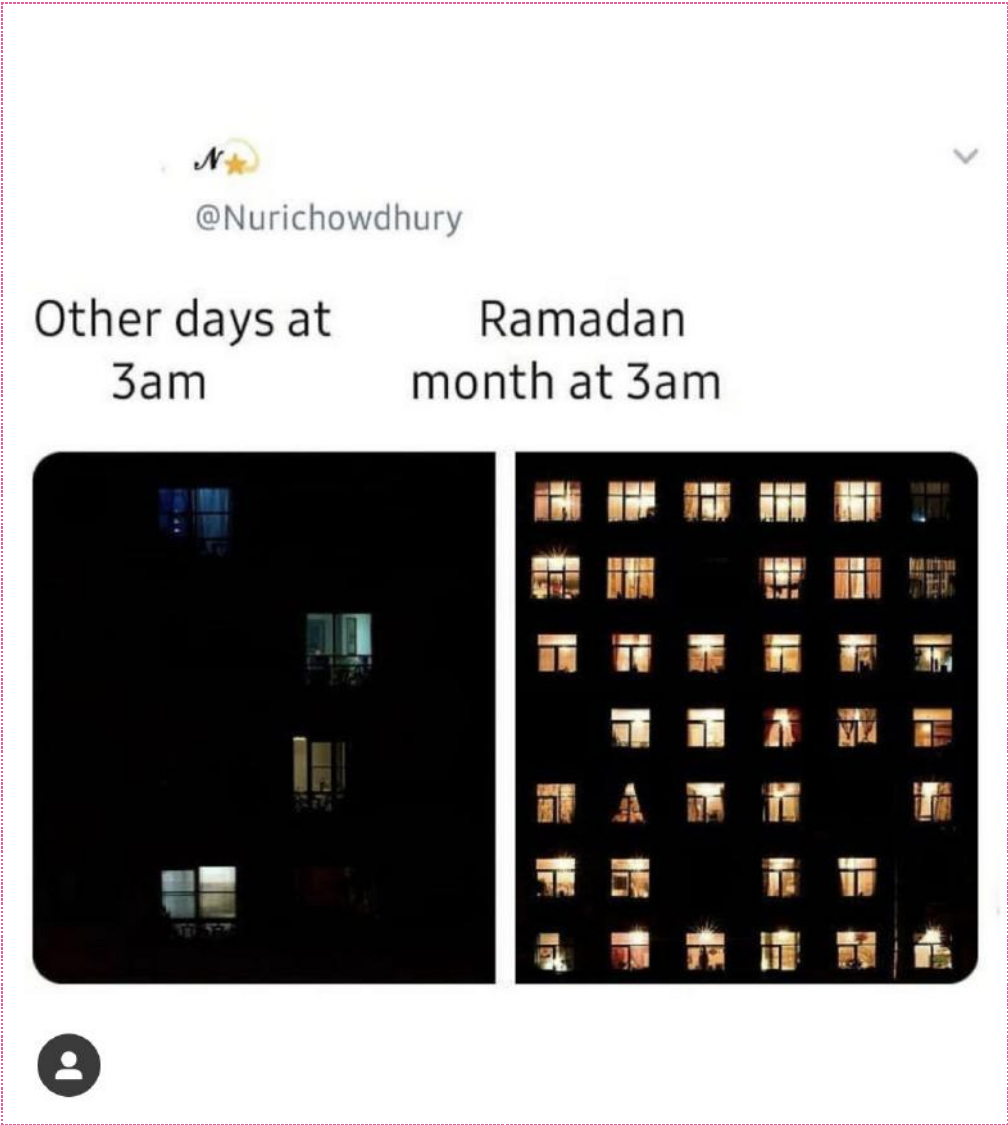 N💫
@Nurichowdhury
Other days at
3am
Ramadan
month at 3am